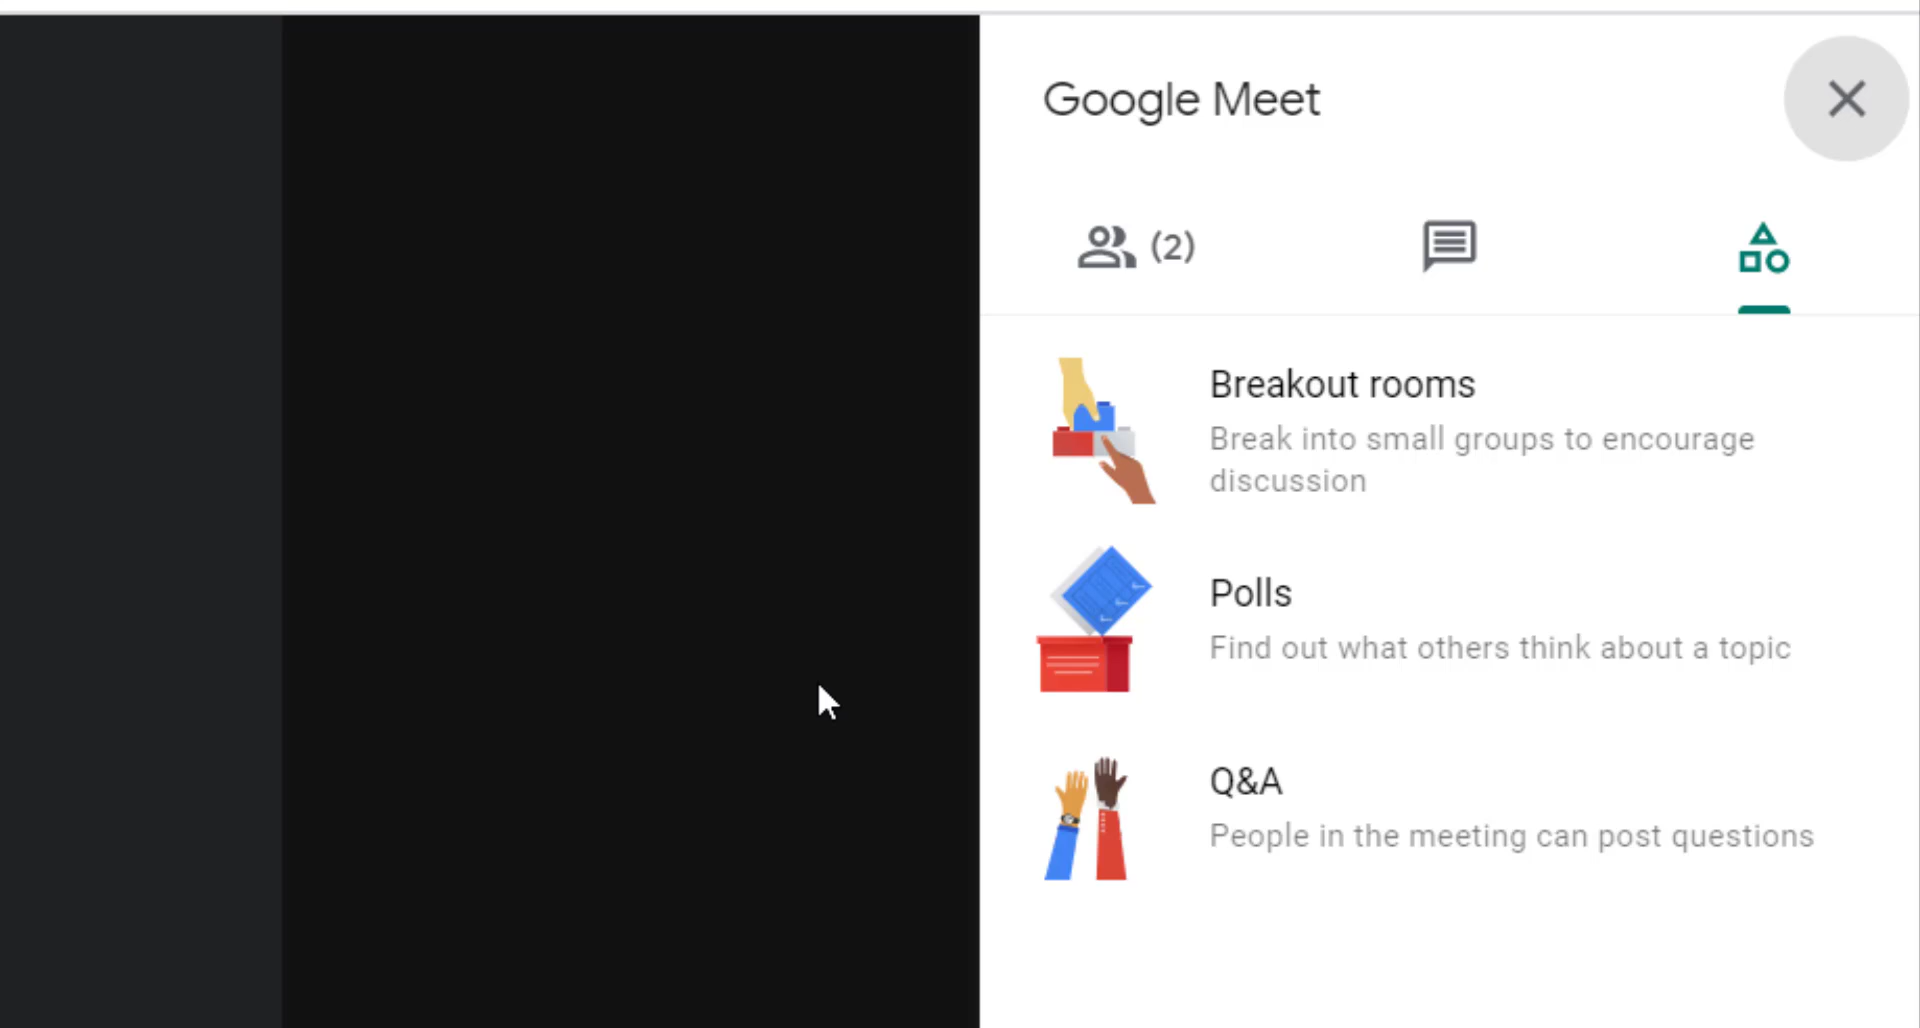 Google Meet
(2)
Breakout rooms
Break into small groups to encourage
discussion
Polls
Find out what others think about a topic
Q&A
People in the meeting can post questions